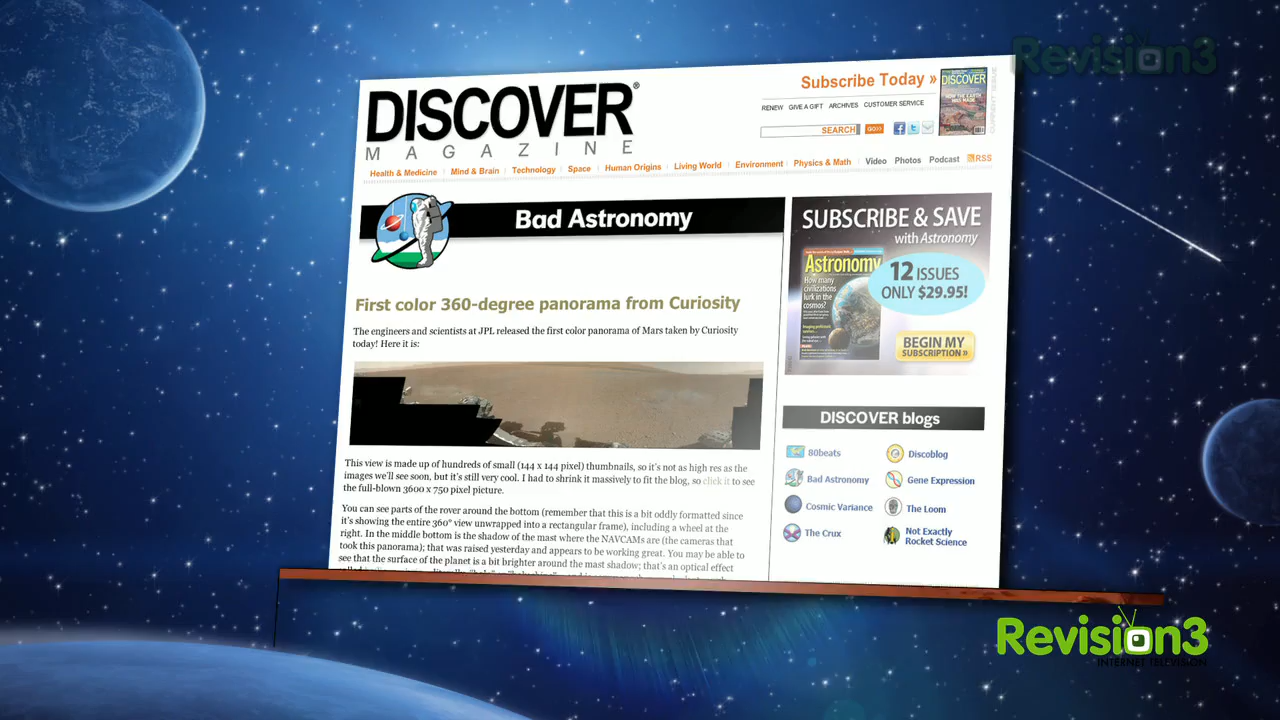 Revision3
DISCOVER®
MAGAZINE
Subscribe Today »
RENEW GIVE A GIFT ARCHIVES CUSTOMER SERVICE
SEARCH GO»
DISCOVER
CURRENT ISSUE
Health & Medicine Mind & Brain Technology Space Human Origins Living World Environment Physics & Math Video Photos Podcast RSS
Bad Astronomy
First color 360-degree panorama from Curiosity
The engineers and scientists at JPL released the first color panorama of Mars taken by Curiosity
today! Here it is:
This view is made up of hundreds of small (144 x 144 pixel) thumbnails, so it's not as high res as the
images we'll see soon, but it's still very cool. I had to shrink it massively to fit the blog, so click it to see
the full-blown 3600 x 750 pixel picture.
You can see parts of the rover around the bottom (remember that this is a bit oddly formatted since
it's showing the entire 360° view unwrapped into a rectangular frame), including a wheel at the
right. In the middle bottom is the shadow of the mast where the NAVCAMs are (the cameras that
took this panorama); that was raised yesterday and appears to be working great. You may be able to
see that the surface of the planet is a bit brighter around the mast shadow; that's an optical effect
SUBSCRIBE & SAVE
with Astronomy
Astronomy
How many
civilizations
lurk in the
cosmos?
12 ISSUES
ONLY $29.95!
BEGIN MY
SUBSCRIPTION »
DISCOVER blogs
80beats
Discoblog
Bad Astronomy
Gene Expression
Cosmic Variance
The Loom
The Crux
Not Exactly
Rocket Science
Revision3
INTERNET TELEVISION